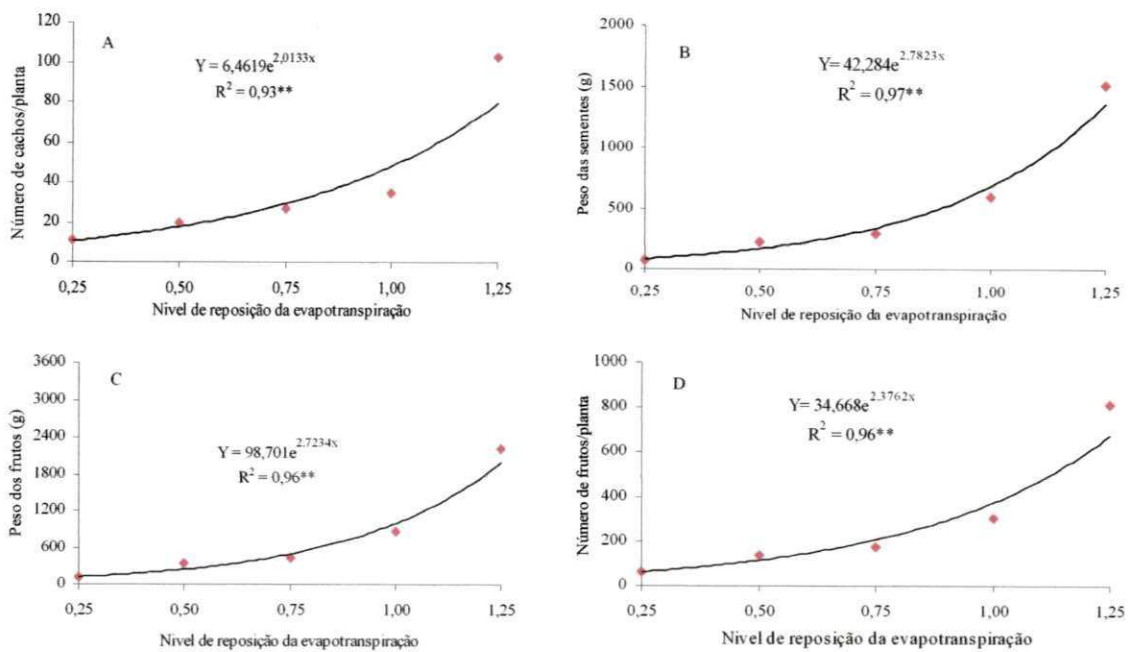 A
Y = 6,4619e^2,0133x
R^2 = 0,93**
Número de cachos/planta
120
100
80
60
40
20
0
0,25 0,50 0,75 1,00 1,25
Nivel de reposição da evapotranspiração
B
Y= 42,284e^2.7823x
R^2 = 0,97**
Peso das sementes (g)
2000
1500
1000
500
0
0,25 0,50 0,75 1,00 1,25
Nivel de reposição da evapotranspiração
C
Y = 98,701e^2.7234x
R^2 = 0,96**
Peso dos frutos (g)
3600
3000
2400
1800
1200
600
0
0,25 0,50 0,75 1,00 1,25
Nivel de reposição da evapotranspiração
D
Y= 34,668e^2.3762x
R^2 = 0,96**
Número de frutos/planta
1000
800
600
400
200
0
0,25 0,50 0,75 1,00 1,25
Nivel de reposição da evapotranspiração